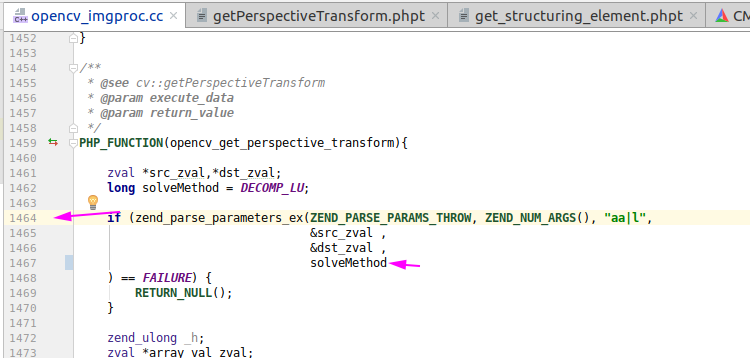 opencv_imgproc.cc × getPerspectiveTransform.phpt × get_structuring_element.phpt × CM
1452 }
1453
1454 /**
1455 * @see cv::getPerspectiveTransform
1456 * @param execute_data
1457 * @param return_value
1458 */
1459 PHP_FUNCTION(opencv_get_perspective_transform){
1460
1461 zval *src_zval,*dst_zval;
1462 long solveMethod = DECOMP_LU;
1463
1464 if (zend_parse_parameters_ex(ZEND_PARSE_PARAMS_THROW, ZEND_NUM_ARGS(), "aa|l",
1465 &src_zval ,
1466 &dst_zval ,
1467 solveMethod
1468 ) == FAILURE) {
1469 RETURN_NULL();
1470 }
1471
1472 zend_ulong _h;
1473 zval *array_val_zval;